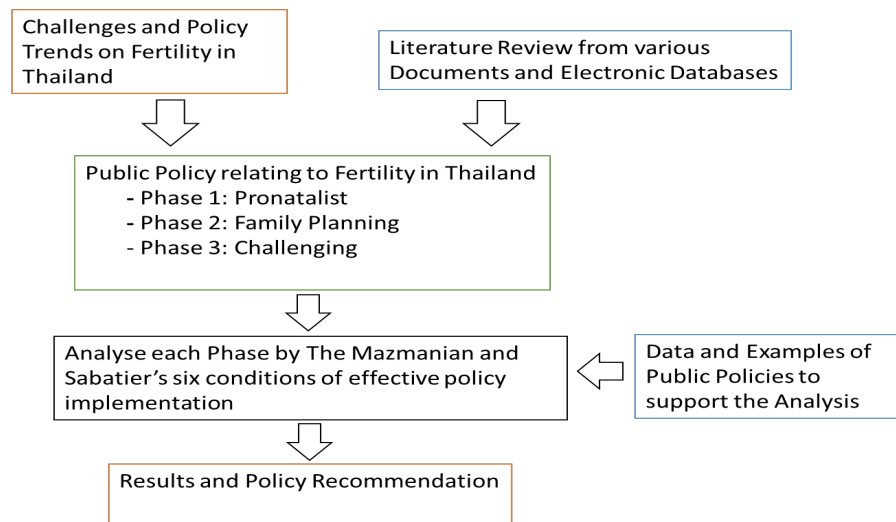 Challenges and Policy
Trends on Fertility in
Thailand
Literature Review from various
Documents and Electronic Databases
Public Policy relating to Fertility in Thailand
- Phase 1: Pronatalist
- Phase 2: Family Planning
- Phase 3: Challenging
Analyse each Phase by The Mazmanian and
Sabatier's six conditions of effective policy
implementation
Data and Examples of
Public Policies to
support the Analysis
Results and Policy Recommendation